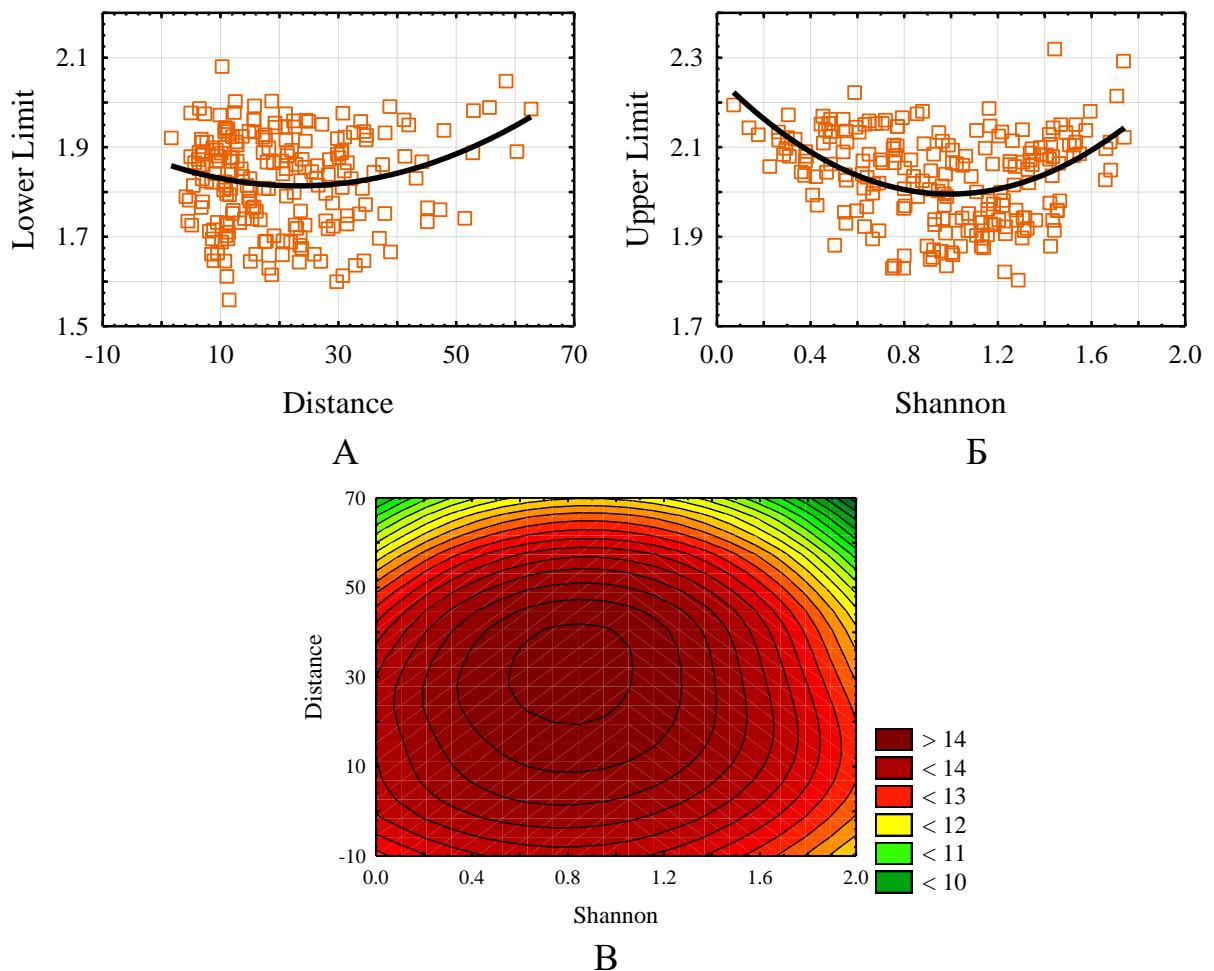 2.1
1.9
1.7
1.5
Lower Limit
-10 10 30 50 70
Distance
А
2.3
2.1
1.9
1.7
Upper Limit
0.0 0.4 0.8 1.2 1.6 2.0
Shannon
Б
70
50
30
10
-10
Distance
0.0 0.4 0.8 1.2 1.6 2.0
Shannon
> 14
< 14
< 13
< 12
< 11
< 10
В